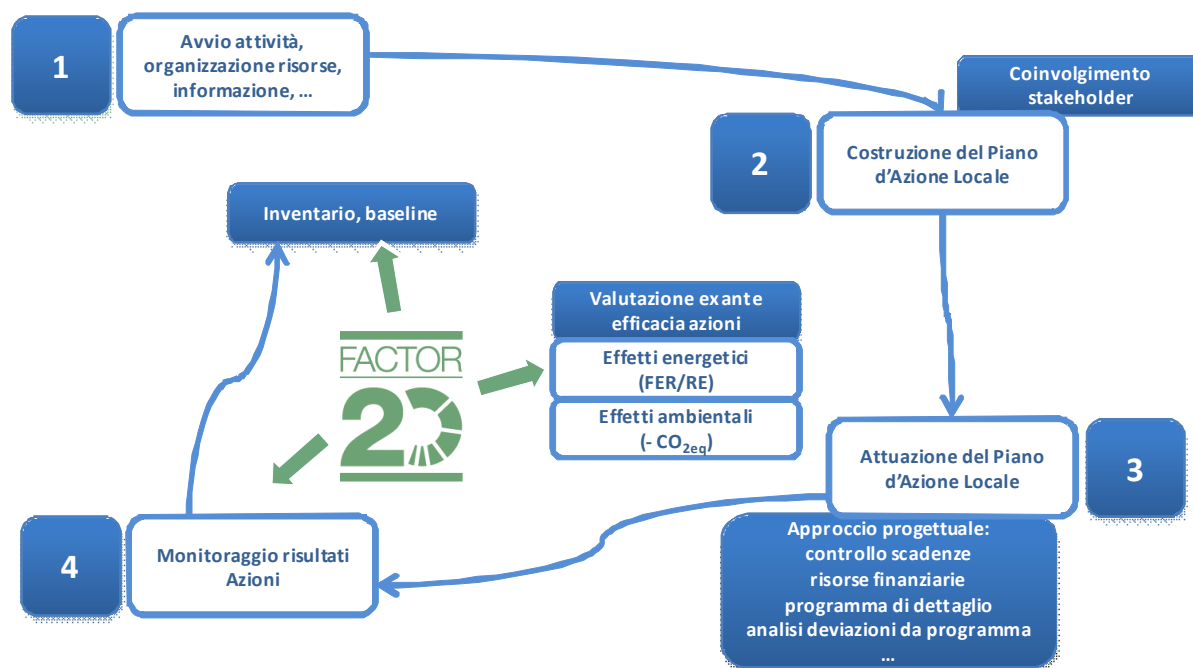 1
Avvio attività,
organizzazione risorse,
informazione, ...
Coinvolgimento
stakeholder
2
Costruzione del Piano
d’Azione Locale
Inventario, baseline
Valutazione exante
efficacia azioni
Effetti energetici
(FER/RE)
Effetti ambientali
(- CO2eq)
FACTOR
20
Attuazione del Piano
d’Azione Locale
3
Approccio progettuale:
controllo scadenze
risorse finanziarie
programma di dettaglio
analisi deviazioni da programma
...
4
Monitoraggio risultati
Azioni